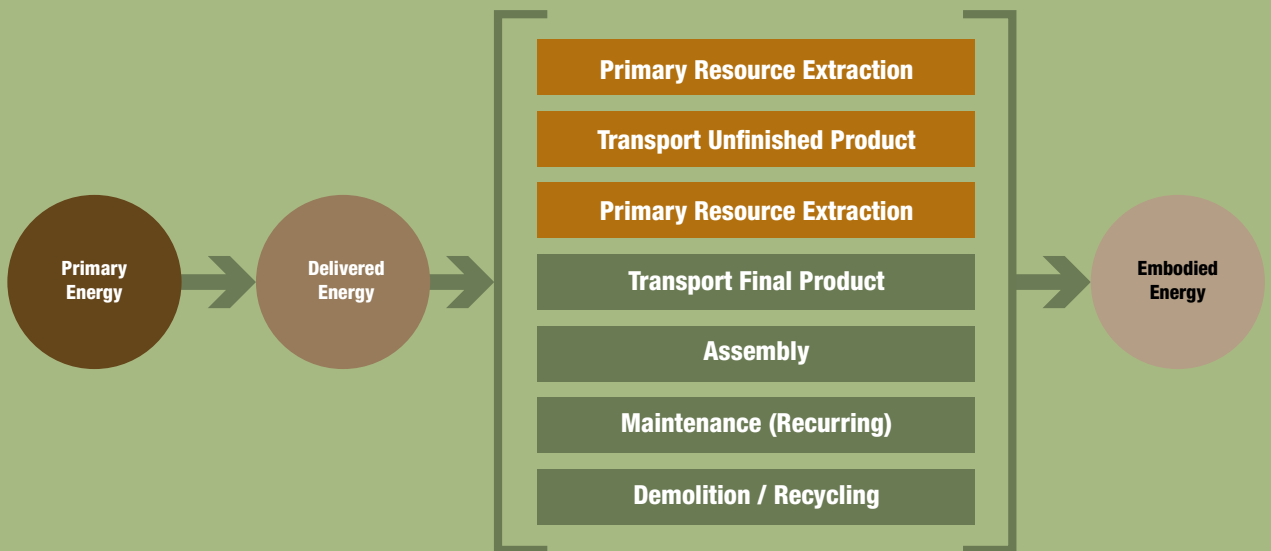 Primary
Energy
Delivered
Energy
Primary Resource Extraction
Transport Unfinished Product
Primary Resource Extraction
Transport Final Product
Assembly
Maintenance (Recurring)
Demolition / Recycling
Embodied
Energy